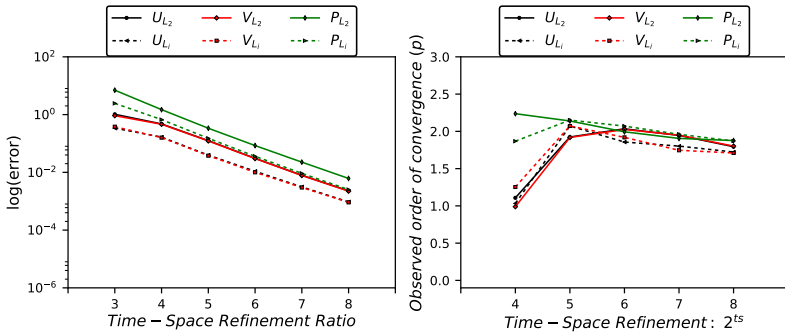 U_{L_2} V_{L_2} P_{L_2}
U_{L_i} V_{L_i} P_{L_i}
10^2
10^0
10^{-2}
10^{-4}
10^{-6}
log(error)
3 4 5 6 7 8
Time − Space Refinement Ratio
U_{L_2} V_{L_2} P_{L_2}
U_{L_i} V_{L_i} P_{L_i}
3.0
2.5
2.0
1.5
1.0
0.5
0.0
Observed order of convergence (p)
4 5 6 7 8
Time − Space Refinement: 2^{ts}